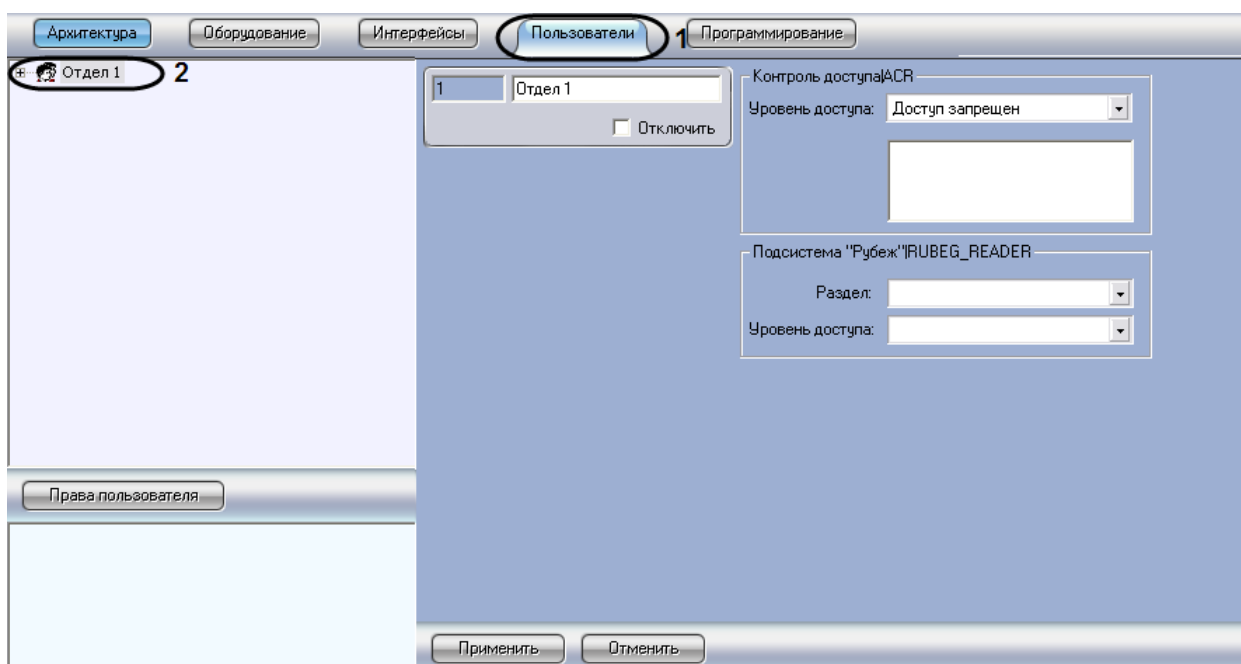 Архитектура Оборудование Интерфейсы Пользователи 1 Программирование
Отдел 1 2
1 Отдел 1
Отключить
Контроль доступа|ACR
Уровень доступа: Доступ запрещен
Подсистема "Рубеж"|RUBEG_READER
Раздел:
Уровень доступа:
Права пользователя
Применить Отменить